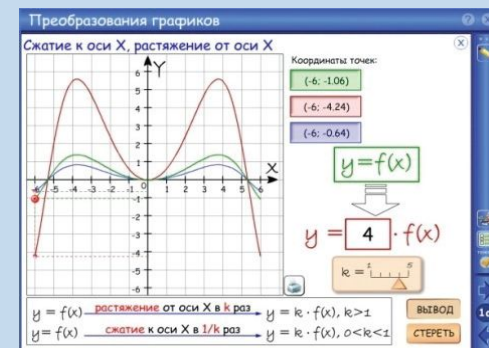 Преобразования графиков
Сжатие к оси X, растяжение от оси X
Координаты точек:
(-6; -1.06)
(-6; -4,24)
(-6; -0.64)
Y
X
6
5
4
3
2
1
0
-1
-2
-3
-4
-5
-6
-6 -5 -4 -3 -2 -1 1 2 3 4 5 6
y=f(x)
y = 4 · f(x)
k = 1 5
y = f(x) растяжение от оси X в k раз y = k · f(x), k>1
y= f(x) сжатие к оси X в 1/k раз y = k · f(x), 0<k<1
ВЫВОД
СТЕРЕТЬ